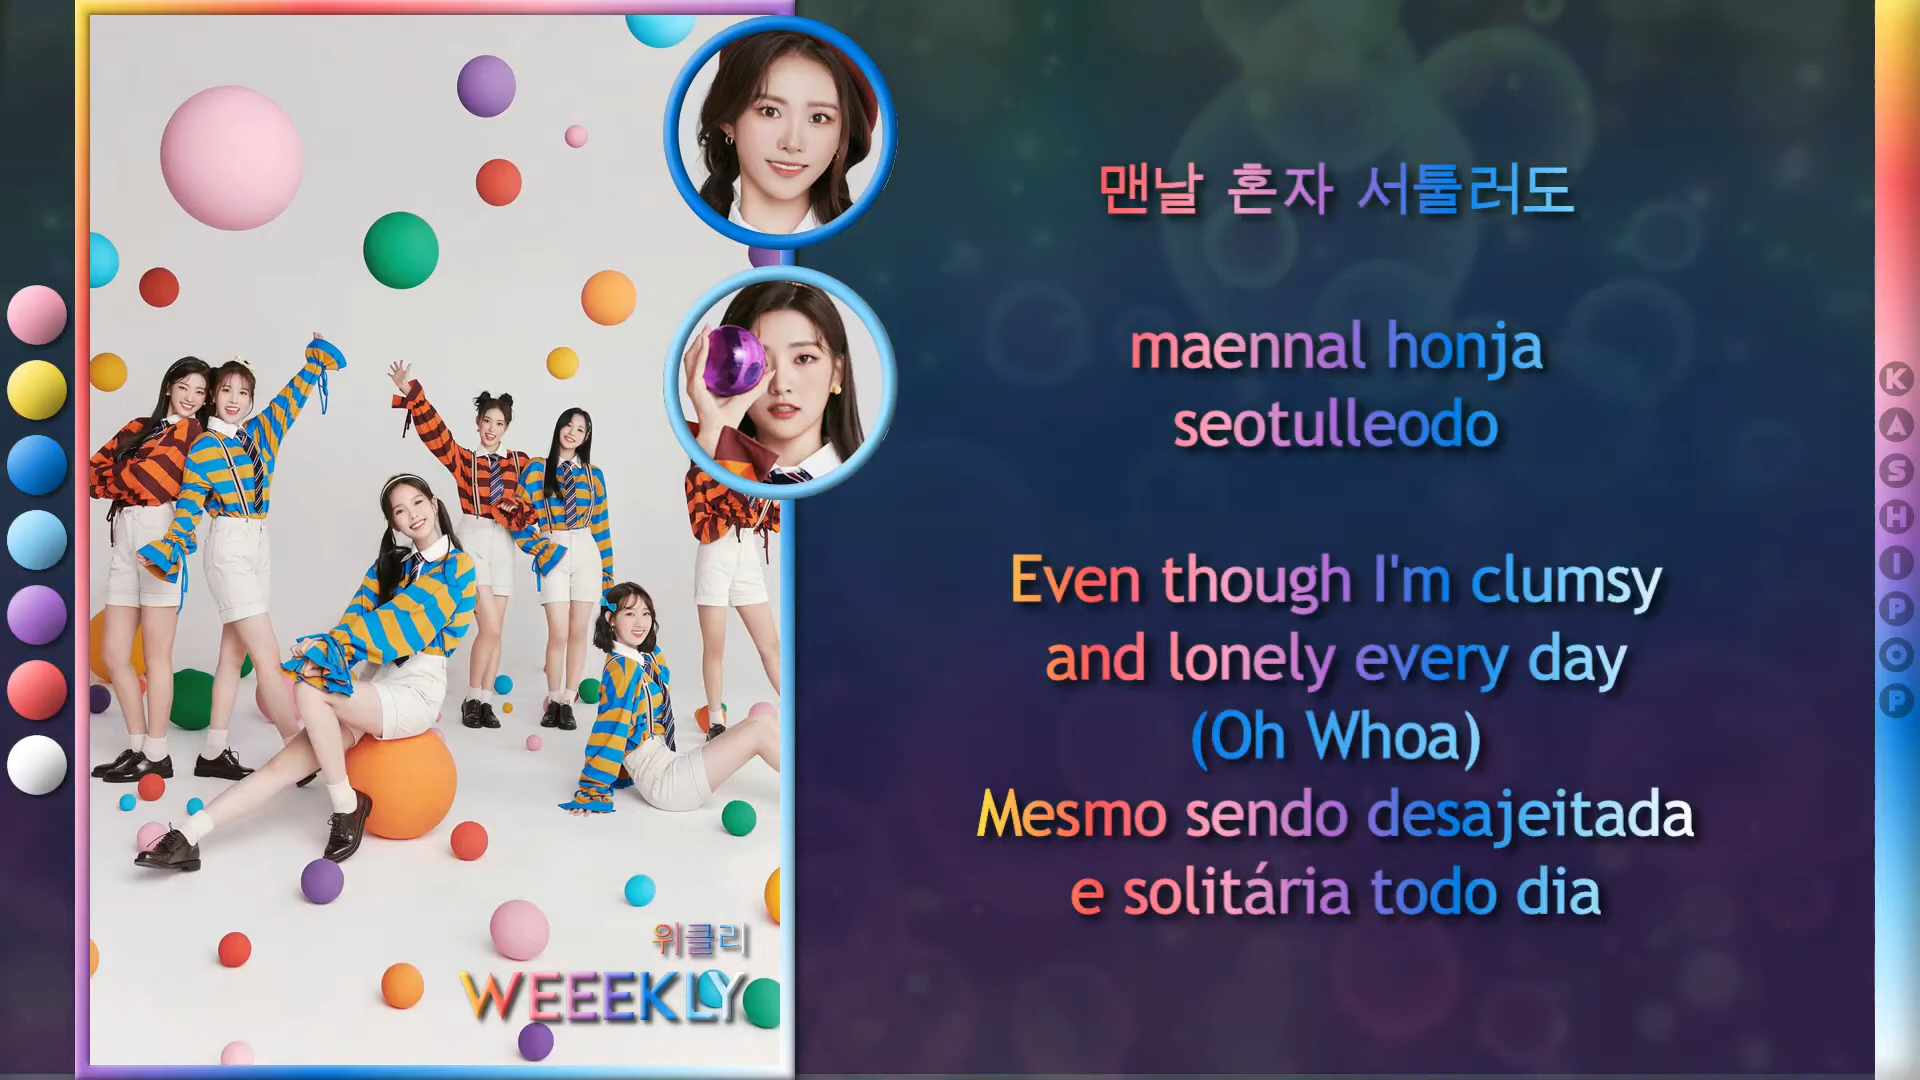 맨날 혼자 서툴러도
maennal honja
seotulleodo
Even though I'm clumsy
and lonely every day
(Oh Whoa)
Mesmo sendo desajeitada
e solitária todo dia
위클리
WEEEKLY
KASHIPOP